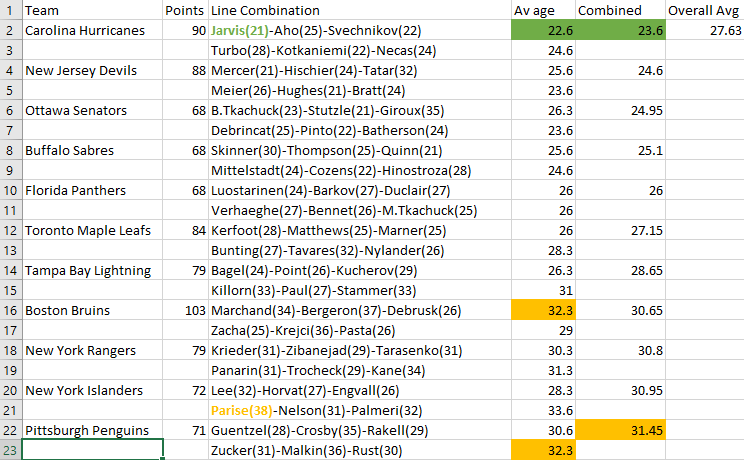 1 Team Points Line Combination Av age Combined Overall Avg
2 Carolina Hurricanes 90 Jarvis(21)-Aho(25)-Svechnikov(22) 22.6 23.6 27.63
3 Turbo(28)-Kotkaniemi(22)-Necas(24) 24.6
4 New Jersey Devils 88 Mercer(21)-Hischier(24)-Tatar(32) 25.6 24.6
5 Meier(26)-Hughes(21)-Bratt(24) 23.6
6 Ottawa Senators 68 B.Tkachuck(23)-Stutzle(21)-Giroux(35) 26.3 24.95
7 Debrincat(25)-Pinto(22)-Batherson(24) 23.6
8 Buffalo Sabres 68 Skinner(30)-Thompson(25)-Quinn(21) 25.6 25.1
9 Mittelstadt(24)-Cozens(22)-Hinostroza(28) 24.6
10 Florida Panthers 68 Luostarinen(24)-Barkov(27)-Duclair(27) 26 26
11 Verhaeghe(27)-Bennet(26)-M.Tkachuck(25) 26
12 Toronto Maple Leafs 84 Kerfoot(28)-Matthews(25)-Marner(25) 26 27.15
13 Bunting(27)-Tavares(32)-Nylander(26) 28.3
14 Tampa Bay Lightning 79 Bagel(24)-Point(26)-Kucherov(29) 26.3 28.65
15 Killorn(33)-Paul(27)-Stammer(33) 31
16 Boston Bruins 103 Marchand(34)-Bergeron(37)-Debrusk(26) 32.3 30.65
17 Zacha(25)-Krejci(36)-Pasta(26) 29
18 New York Rangers 79 Krieder(31)-Zibanejad(29)-Tarasenko(31) 30.3 30.8
19 Panarin(31)-Trocheck(29)-Kane(34) 31.3
20 New York Islanders 72 Lee(32)-Horvat(27)-Engvall(26) 28.3 30.95
21 Parise(38)-Nelson(31)-Palmeri(32) 33.6
22 Pittsburgh Penguins 71 Guentzel(28)-Crosby(35)-Rakell(29) 30.6 31.45
23 Zucker(31)-Malkin(36)-Rust(30) 32.3